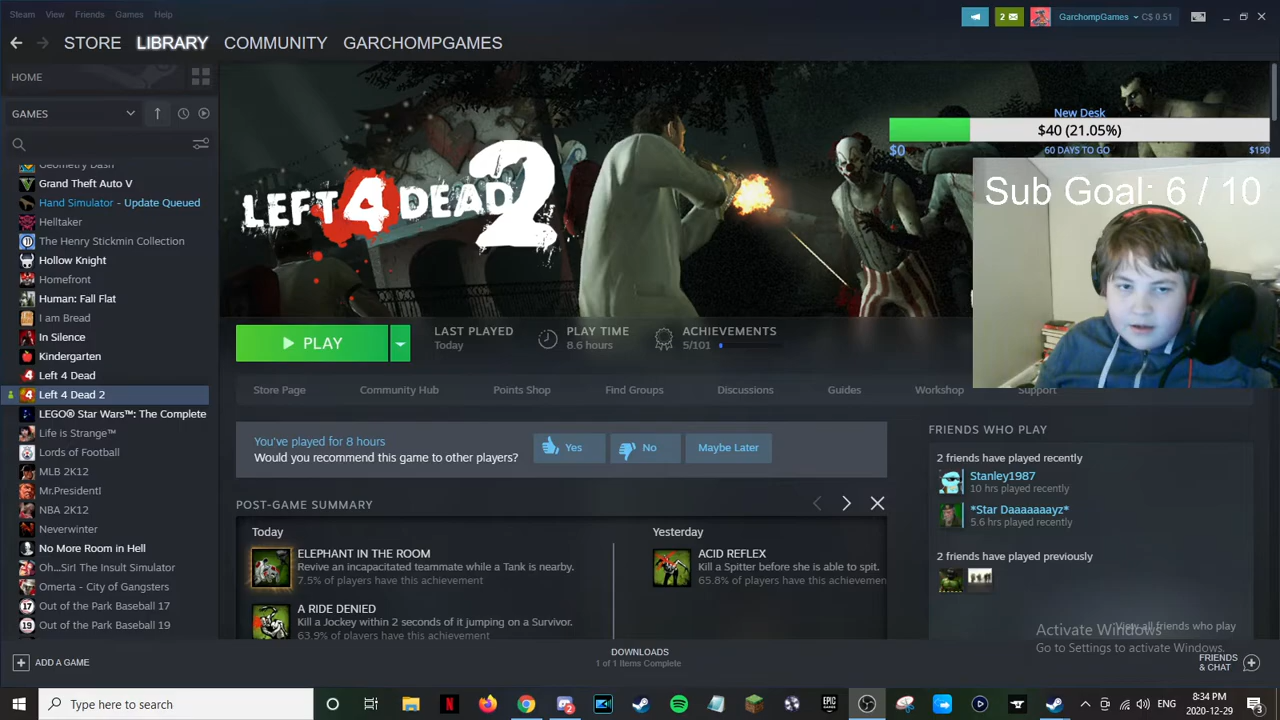 Steam View Friends Games Help
2 GarchompGames C$ 0.51
STORE LIBRARY COMMUNITY GARCHOMPGAMES
HOME
GAMES
Geometry Dash
Grand Theft Auto V
Hand Simulator - Update Queued
Helltaker
The Henry Stickmin Collection
Hollow Knight
Homefront
Human: Fall Flat
I am Bread
In Silence
Kindergarten
Left 4 Dead
Left 4 Dead 2
LEGO® Star Wars™: The Complete
Life is Strange™
Lords of Football
MLB 2K12
Mr.President!
NBA 2K12
Neverwinter
No More Room in Hell
Oh...Sir! The Insult Simulator
Omerta - City of Gangsters
Out of the Park Baseball 17
Out of the Park Baseball 19
LEFT 4 DEAD 2
New Desk
$40 (21.05%)
$0 60 DAYS TO GO $190
Sub Goal: 6 / 10
PLAY
LAST PLAYED
Today
PLAY TIME
8.6 hours
ACHIEVEMENTS
5/101
Store Page Community Hub Points Shop Find Groups Discussions Guides Workshop Support
You've played for 8 hours
Would you recommend this game to other players?
Yes No Maybe Later
POST-GAME SUMMARY
Today
ELEPHANT IN THE ROOM
Revive an incapacitated teammate while a Tank is nearby.
7.5% of players have this achievement
A RIDE DENIED
Kill a Jockey within 2 seconds of it jumping on a Survivor.
63.9% of players have this achievement
Yesterday
ACID REFLEX
Kill a Spitter before she is able to spit.
65.8% of players have this achievemen
FRIENDS WHO PLAY
2 friends have played recently
Stanley1987
10 hrs played recently
*Star Daaaaaaayz*
5.6 hrs played recently
2 friends have played previously
View all friends who play
Activate Windows
Go to Settings to activate Windows.
ADD A GAME
DOWNLOADS
1 of 1 Items Complete
FRIENDS
& CHAT
Type here to search
EPIC
GAMES
ENG
8:34 PM
2020-12-29
3